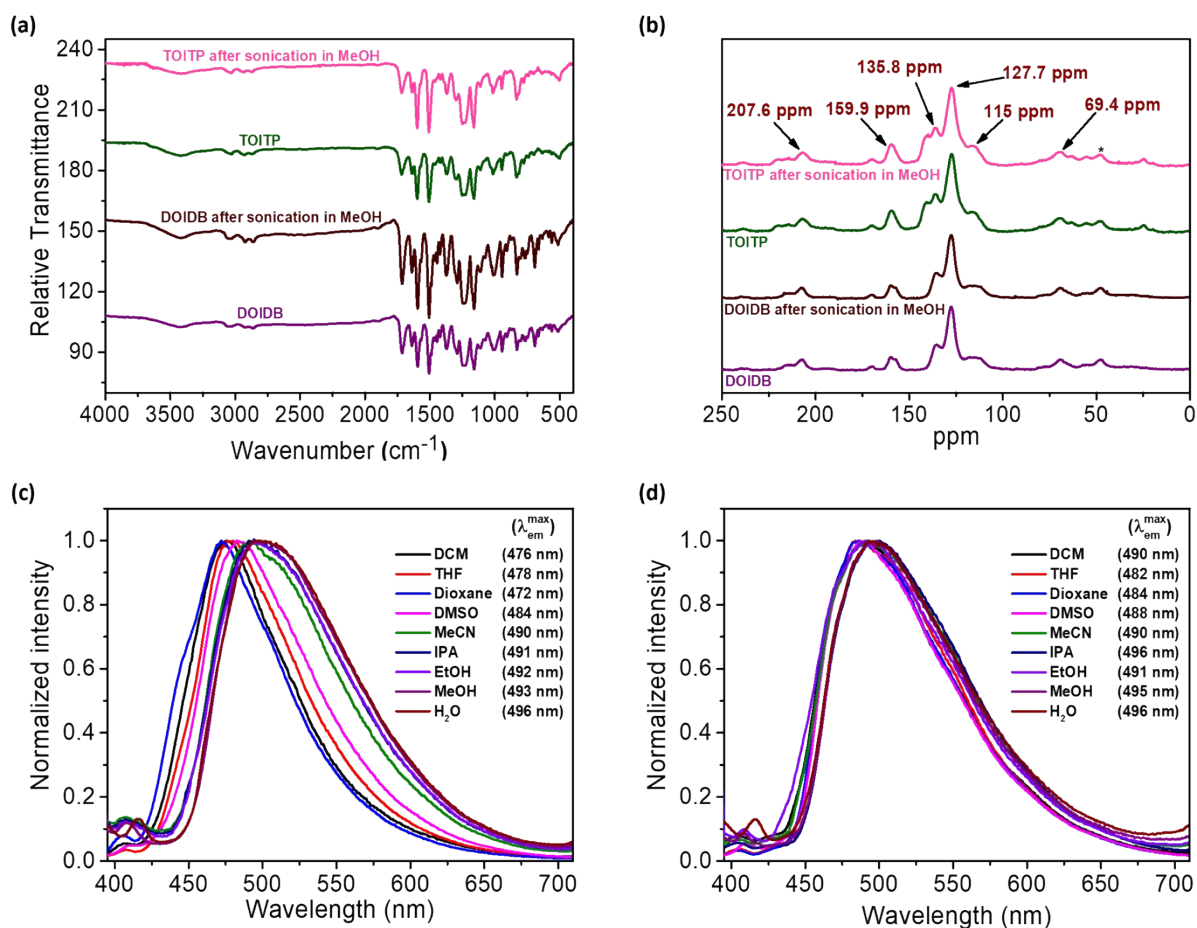 (a)
TOITP after sonication in MeOH
TOITP
DOIDB after sonication in MeOH
DOIDB
Relative Transmittance
240
210
180
150
120
90
4000 3500 3000 2500 2000 1500 1000 500
Wavenumber (cm⁻¹)
(b)
207.6 ppm
159.9 ppm
135.8 ppm
127.7 ppm
115 ppm
69.4 ppm
*
TOITP after sonication in MeOH
TOITP
DOIDB after sonication in MeOH
DOIDB
250 200 150 100 50 0
ppm
(c)
Normalized intensity
1.0
0.8
0.6
0.4
0.2
0.0
(λ_em^max)
DCM (476 nm)
THF (478 nm)
Dioxane (472 nm)
DMSO (484 nm)
MeCN (490 nm)
IPA (491 nm)
EtOH (492 nm)
MeOH (493 nm)
H₂O (496 nm)
400 450 500 550 600 650 700
Wavelength (nm)
(d)
Normalized intensity
1.0
0.8
0.6
0.4
0.2
0.0
(λ_em^max)
DCM (490 nm)
THF (482 nm)
Dioxane (484 nm)
DMSO (488 nm)
MeCN (490 nm)
IPA (496 nm)
EtOH (491 nm)
MeOH (495 nm)
H₂O (496 nm)
400 450 500 550 600 650 700
Wavelength (nm)